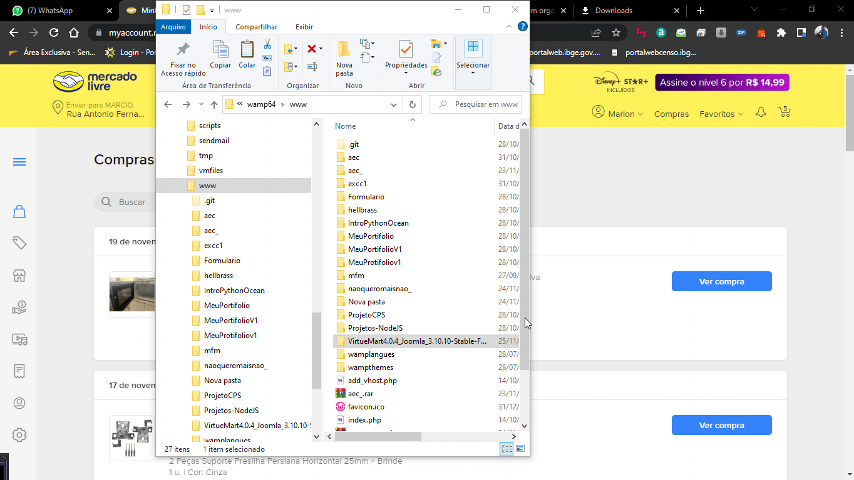 (7) WhatsApp
Minh
www
m org
Downloads
myaccount.
Área Exclusiva - Sen...
Login - Por
portalweb.ibge.gov....
portalwebcenso.ibg...
Arquivo
Início
Compartilhar
Exibir
Fixar no Acesso rápido
Copiar
Colar
Nova pasta
Propriedades
Selecionar
Área de Transferência
Organizar
Novo
Abrir
wamp64 › www
Pesquisar em www
mercado
livre
Enviar para MARCIO
Rua Antonio Ferna...
Disney+ STAR+
INCLUÍDOS
Assine o nível 6 por R$ 14,99
Marlon
Compras
Favoritos
Compras
Buscar
19 de novem
17 de novem
scripts
sendmail
tmp
vmfiles
www
.git
aec
aec_
excc1
Formulario
hellbrass
IntroPythonOcean
MeuPortifolio
MeuPortifolioV1
MeuProtifoliov1
mfm
naoqueromaisnao_
Nova pasta
ProjetoCPS
Projetos-NodeJS
VirtueMart4.0.4_Joomla_3.10.10-S
wamplangues
Nome
Data d
.git 28/10/
aec 31/10/
aec_ 23/11/
excc1 31/10/
Formulario 28/10/
hellbrass 28/10/
IntroPythonOcean 28/10/
MeuPortifolio 28/10/
MeuPortifolioV1 28/10/
MeuProtifoliov1 28/10/
mfm 27/09/
naoqueromaisnao_ 24/11/
Nova pasta 24/11/
ProjetoCPS 28/10/
Projetos-NodeJS 28/10/
VirtueMart4.0.4_Joomla_3.10.10-Stable-F... 25/11/
wamplangues 28/07/
wampthemes 28/07/
add_vhost.php 14/10/
aec_.rar 23/11/
favicon.ico 31/12/
index.php 14/10/
27 itens
1 item selecionado
Ver compra
Ver compra
2 Peças Suporte Presilha Persiana Horizontal 25mm + Brinde
1 u. | Cor: Cinza